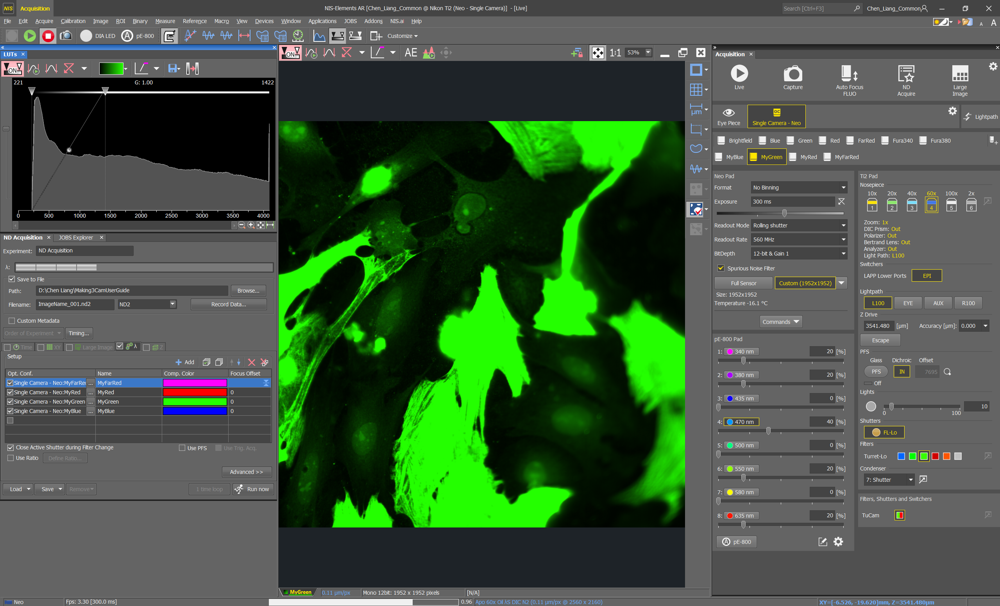 NIS Acquisition NIS-Elements AR [Chen_Liang_Common @ Nikon Ti2 (Neo - Single Camera)] - [Live] Search [Ctrl+F3] Chen_Liang_Common
File Edit Acquire Calibration Image ROI Binary Measure Reference Macro View Devices Window Applications JOBS Addons NIS.ai Help
A A
DIA LED A pE-800 Customize
LUTs
ON
221 G: 1.00 1422
0 500 1000 1500 2000 2500 3000 3500 4000
ND Acquisition JOBS Explorer
Experiment: ND Acquisition
λ:
Save to File
Path: D:\Chen Liang\Making3CamUserGuide Browse...
Filename: ImageName_001.nd2 ND2 Record Data...
Custom Metadata
Order of Experiment Timing...
Time XY Large Image λ Z
Setup
Add
Opt. Conf. Name Comp. Color Focus Offset
Single Camera - Neo:MyFarRec ... MyFarRed
Single Camera - Neo:MyRed ... MyRed 0
Single Camera - Neo:MyGreen ... MyGreen 0
Single Camera - Neo:MyBlue ... MyBlue 0
Close Active Shutter during Filter Change Use PFS Use Trig. Acq.
Use Ratio Define Ratio...
Advanced >>
Load Save Remove 1 time loop Run now
ON AE 1:1 53%
µm
MyGreen 0.11 µm/px Mono 12bit: 1952 x 1952 pixels [N/A]
Acquisition
Live Capture Auto Focus FLUO ND Acquire Large Image
Eye Piece OC Single Camera - Neo Lightpath
Brightfield Blue Green Red FarRed Fura340 Fura380
MyBlue MyGreen MyRed MyFarRed
Neo Pad
Format No Binning
Exposure 300 ms
Readout Mode Rolling shutter
Readout Rate 560 MHz
BitDepth 12-bit & Gain 1
Spurious Noise Filter
Full Sensor Custom (1952x1952)
Size: 1952x1952
Temperature -16.1 °C
Commands
pE-800 Pad
1: 340 nm 20 [%]
2: 380 nm 20 [%]
3: 435 nm 0 [%]
4: 470 nm 40 [%]
5: 500 nm 0 [%]
6: 550 nm 20 [%]
7: 580 nm 0 [%]
8: 635 nm 20 [%]
A pE-800
Ti2 Pad
Nosepiece
10x 20x 40x 60x 100x 2x
1 2 3 4 5 6
Zoom: 1x
DIC Prism: Out
Polarizer: Out
Bertrand Lens: Out
Analyzer: Out
Light Path: L100
Switchers
LAPP Lower Ports EPI
Lightpath
L100 EYE AUX R100
Z Drive
3541.480 [µm] Accuracy [µm]: 0.000
Escape
PFS
Glass Dichroic Offset
PFS IN 7695
Off
Lights
10
0 100
Shutters
FL-Lo
Filters
Turret-Lo
Condenser
7: Shutter
Filters, Shutters and Switchers
TuCam
Neo Fps: 3.30 [300.0 ms] 0.96 Apo 60x Oil λS DIC N2 (0.11 µm/px @ 2560 x 2160) XY=[-6.526, -19.620]mm, Z=3541.480µm